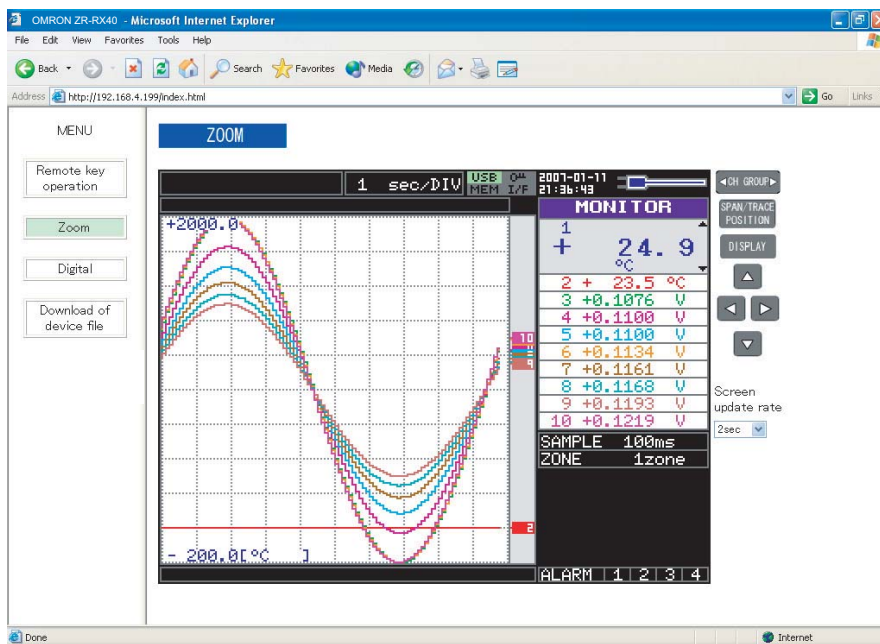 OMRON ZR-RX40 - Microsoft Internet Explorer
File Edit View Favorites Tools Help
Back Search Favorites Media
Address http://192.168.4.199/index.html Go Links
MENU
Remote key
operation
Zoom
Digital
Download of
device file
ZOOM
1 sec/DIV
USB
MEM I/F
2007-01-11
21:36:43
+2000.0
- 200.0[°C ]
10
9
2
MONITOR
1
+ 24.9
°C
2 + 23.5 °C
3 +0.1076 V
4 +0.1100 V
5 +0.1100 V
6 +0.1134 V
7 +0.1161 V
8 +0.1168 V
9 +0.1193 V
10 +0.1219 V
SAMPLE 100ms
ZONE 1zone
ALARM 1 2 3 4
◄CH GROUP►
SPAN/TRACE
POSITION
DISPLAY
Screen
update rate
2sec
Done Internet